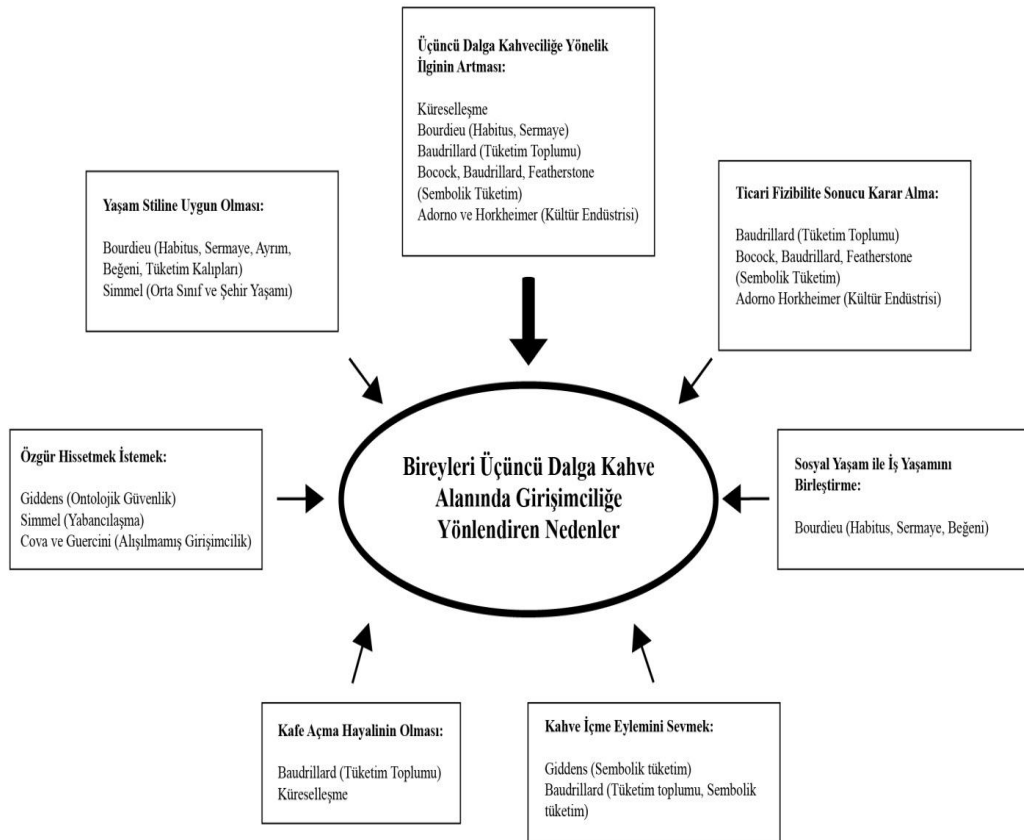 Üçüncü Dalga Kahveciliğe Yönelik
İlginin Artması:
Küreselleşme
Bourdieu (Habitus, Sermaye)
Baudrillard (Tüketim Toplumu)
Bocock, Baudrillard, Featherstone
(Sembolik Tüketim)
Adorno ve Horkheimer (Kültür Endüstrisi)
Yaşam Stiline Uygun Olması:
Bourdieu (Habitus, Sermaye, Ayrım,
Beğeni, Tüketim Kalıpları)
Simmel (Orta Sınıf ve Şehir Yaşamı)
Ticari Fizibilite Sonucu Karar Alma:
Baudrillard (Tüketim Toplumu)
Bocock, Baudrillard, Featherstone
(Sembolik Tüketim)
Adorno Horkheimer (Kültür Endüstrisi)
Özgür Hissetmek İstemek:
Giddens (Ontolojik Güvenlik)
Simmel (Yabancılaşma)
Cova ve Guercini (Alışılmamış Girişimcilik)
Bireyleri Üçüncü Dalga Kahve
Alanında Girişimciliğe
Yönlendiren Nedenler
Sosyal Yaşam ile İş Yaşamını
Birleştirme:
Bourdieu (Habitus, Sermaye, Beğeni)
Kafe Açma Hayalinin Olması:
Baudrillard (Tüketim Toplumu)
Küreselleşme
Kahve İçme Eylemini Sevmek:
Giddens (Sembolik tüketim)
Baudrillard (Tüketim toplumu, Sembolik
tüketim)